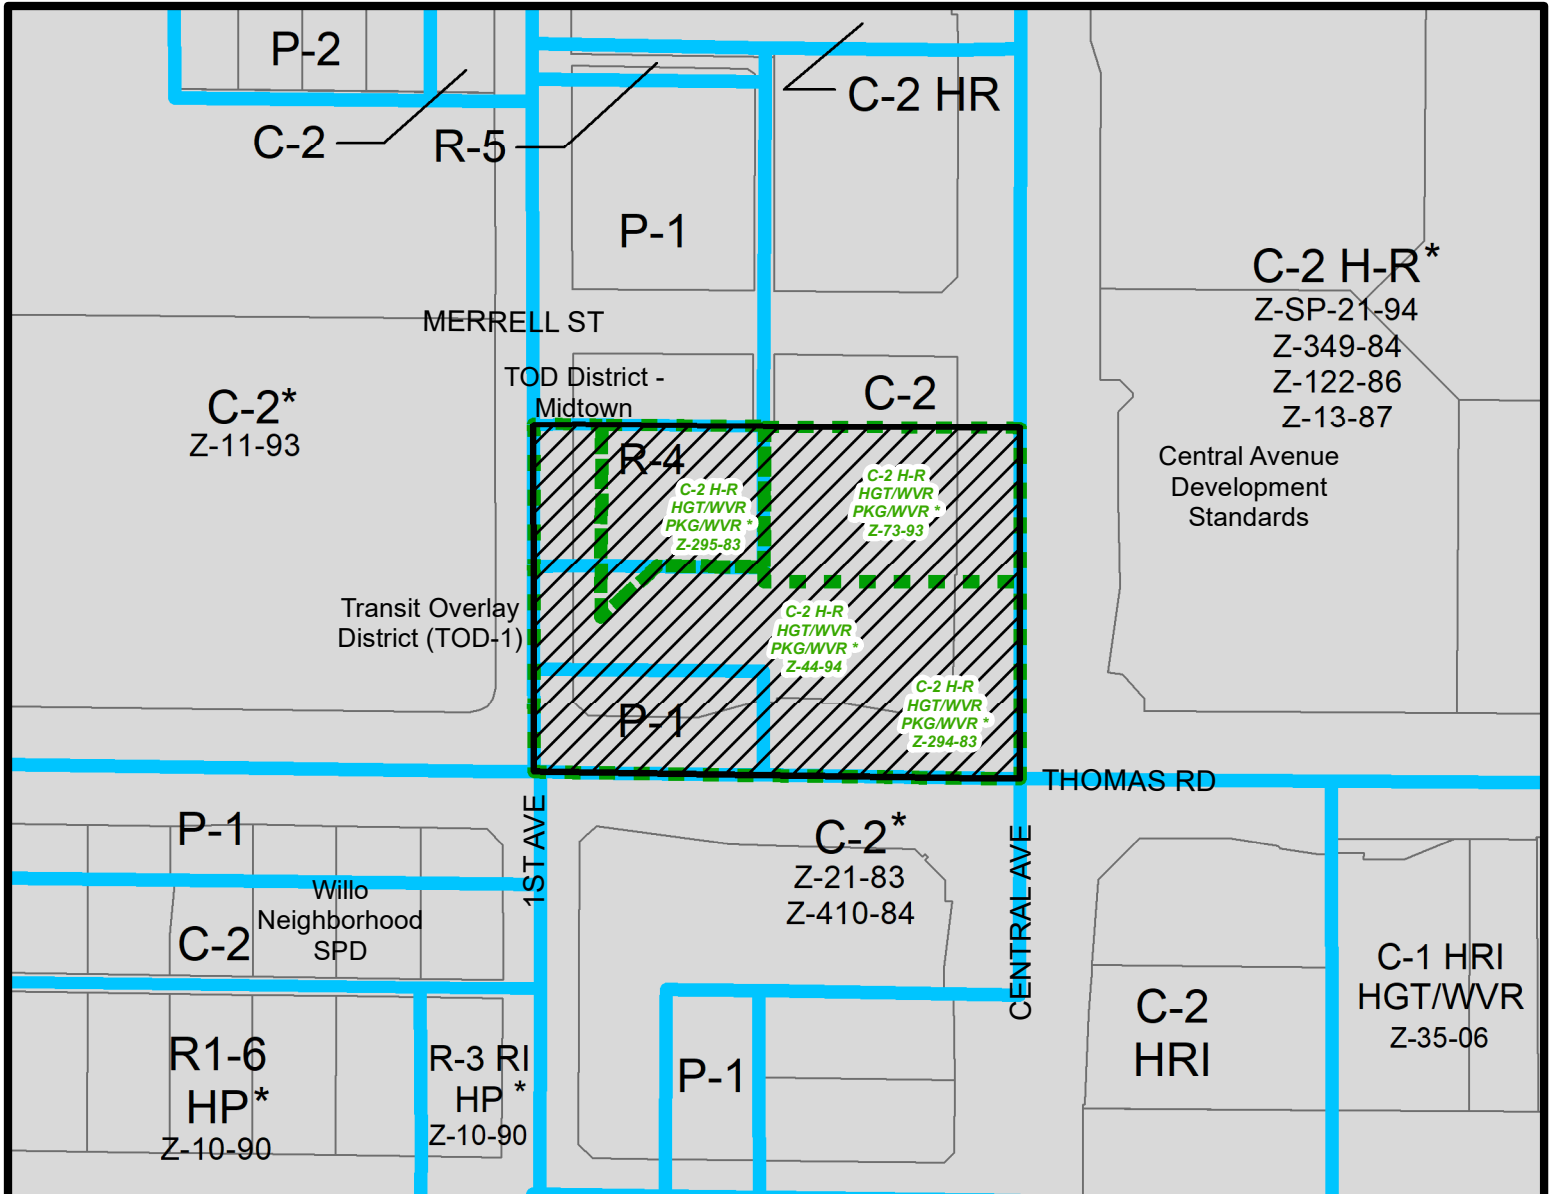 P-2
C-2
R-5
C-2 HR
P-1
C-2 H-R*
Z-SP-21-94
Z-349-84
Z-122-86
Z-13-87
MERRELL ST
TOD District -
Midtown
C-2
C-2*
Z-11-93
Central Avenue
Development
Standards
R-4
C-2 H-R
HGT/WVR
PKG/WVR *
Z-295-83
C-2 H-R
HGT/WVR
PKG/WVR *
Z-73-93
Transit Overlay
District (TOD-1)
C-2 H-R
HGT/WVR
PKG/WVR *
Z-44-94
C-2 H-R
HGT/WVR
PKG/WVR *
Z-294-83
P-1
THOMAS RD
1ST AVE
CENTRAL AVE
P-1
C-2*
Z-21-83
Z-410-84
Willo
Neighborhood
SPD
C-2
C-1 HRI
HGT/WVR
Z-35-06
C-2
HRI
R1-6
HP*
Z-10-90
R-3 RI
HP *
Z-10-90
P-1